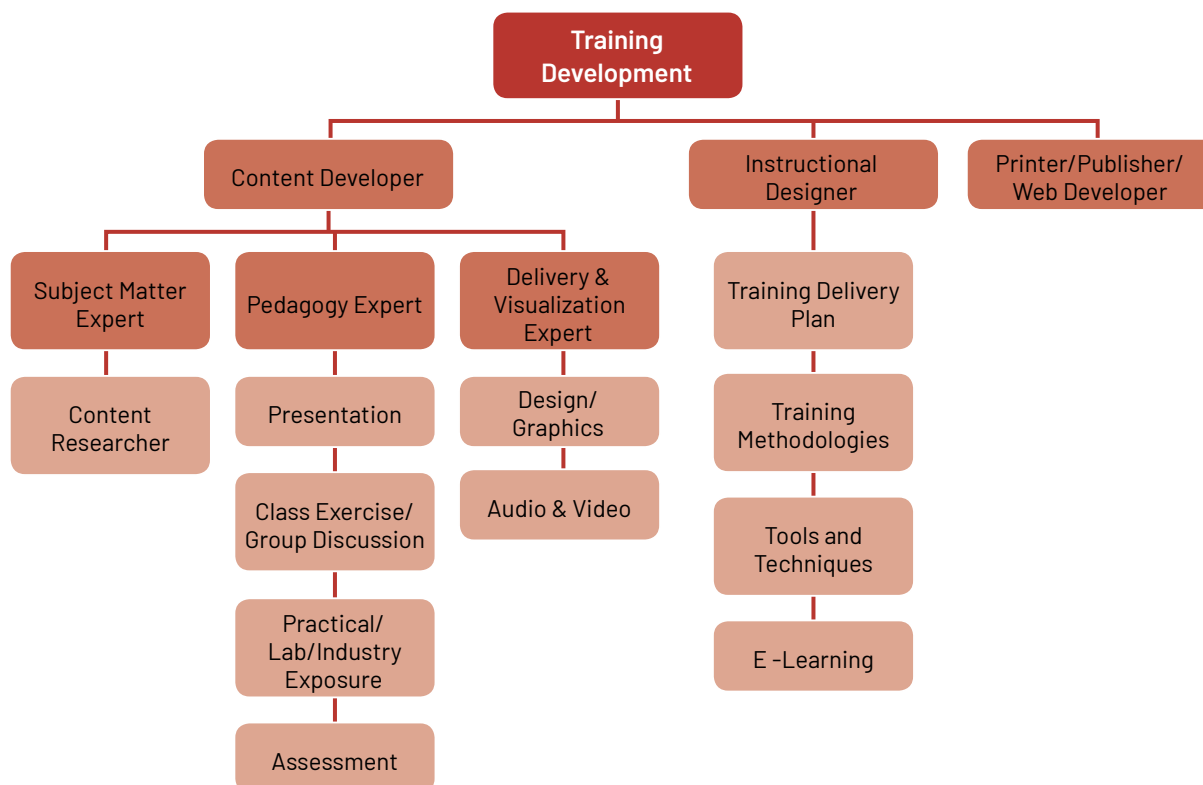 Training
Development
Content Developer
Instructional
Designer
Printer/Publisher/
Web Developer
Subject Matter
Expert
Pedagogy Expert
Delivery &
Visualization
Expert
Training Delivery
Plan
Content
Researcher
Presentation
Design/
Graphics
Training
Methodologies
Class Exercise/
Group Discussion
Audio & Video
Tools and
Techniques
Practical/
Lab/Industry
Exposure
E -Learning
Assessment